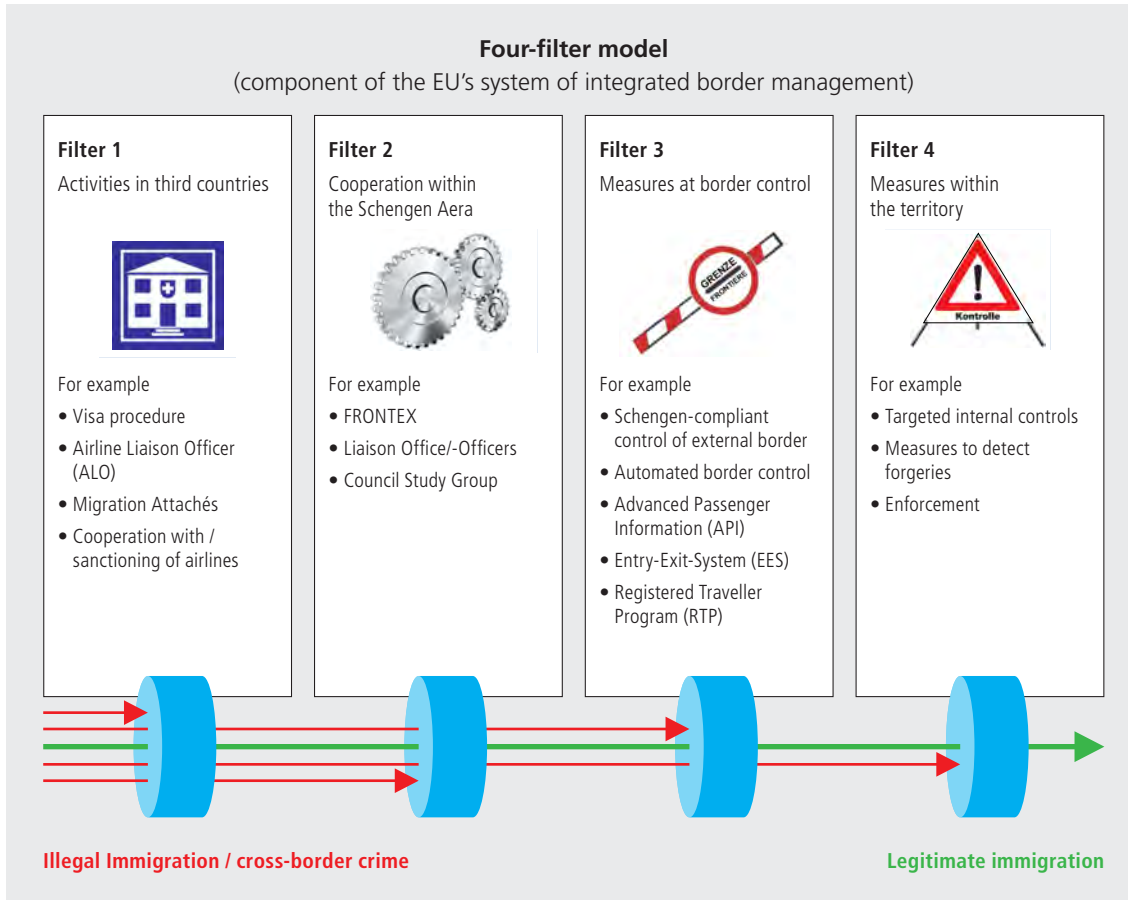 Four-filter model
(component of the EU's system of integrated border management)
Filter 1
Activities in third countries
For example
• Visa procedure
• Airline Liaison Officer
(ALO)
• Migration Attachés
• Cooperation with /
sanctioning of airlines
Filter 2
Cooperation within
the Schengen Aera
For example
• FRONTEX
• Liaison Office/-Officers
• Council Study Group
Filter 3
Measures at border control
GRENZE
FRONTIERE
For example
• Schengen-compliant
control of external border
• Automated border control
• Advanced Passenger
Information (API)
• Entry-Exit-System (EES)
• Registered Traveller
Program (RTP)
Filter 4
Measures within
the territory
!
Kontrolle
For example
• Targeted internal controls
• Measures to detect
forgeries
• Enforcement
Illegal Immigration / cross-border crime
Legitimate immigration